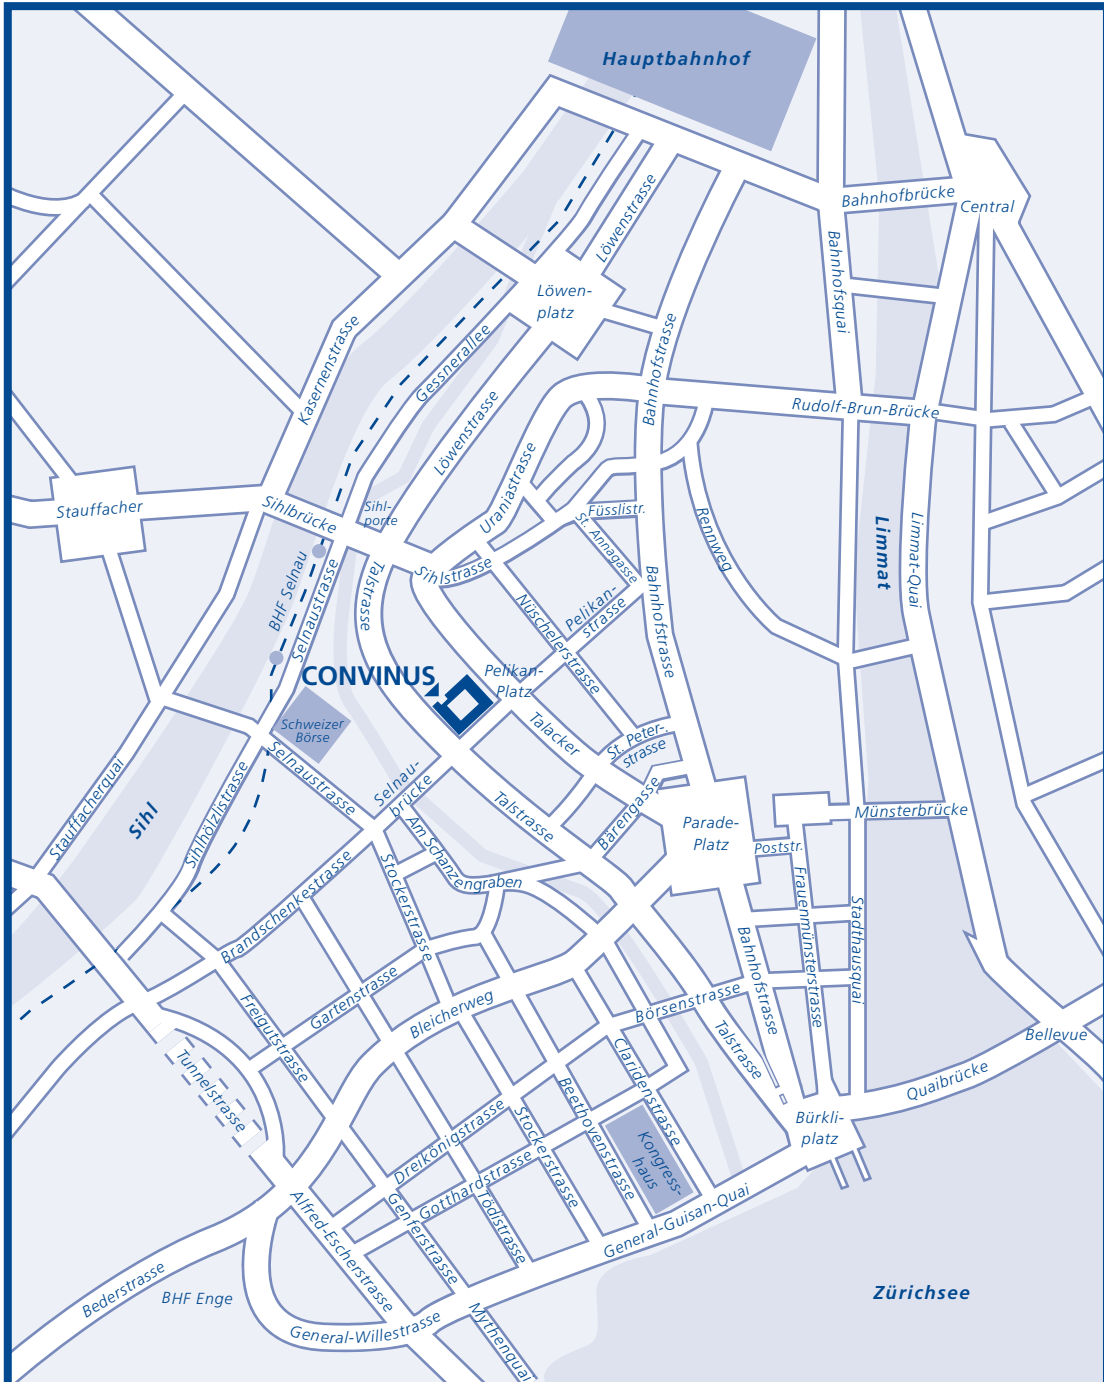 Hauptbahnhof
Bahnhofbrücke
Central
Löwenstrasse
Bahnhofsquai
Löwen-
platz
Kasernenstrasse
Gessnerallee
Bahnhofstrasse
Rudolf-Brun-Brücke
Löwenstrasse
Uraniastrasse
Stauffacher
Sihlbrücke
Sihl-
porte
Füsslistr.
St. Annagasse
Rennweg
Limmat
Limmat-Quai
BHF Selnau
Selnaustrasse
Talstrasse
Sihlstrasse
Nüschelerstrasse
Pelikan-
strasse
Bahnhofstrasse
CONVINUS
Pelikan-
Platz
Schweizer
Börse
Talacker
St. Peter-
strasse
Selnaustrasse
Selnau-
brücke
Stauffacherquai
Sihl
Sihlhölzlistrasse
Talstrasse
Bärengasse
Parade-
Platz
Münsterbrücke
Poststr.
Am Schanzengraben
Stockerstrasse
Brandschenkestrasse
Frauenmünsterstrasse
Stadthausquai
Bahnhofstrasse
Gartenstrasse
Bleicherweg
Börsenstrasse
Freigutstrasse
Tunnelstrasse
Talstrasse
Claridenstrasse
Bellevue
Quaibrücke
Bürkli-
platz
Dreikönigstrasse
Beethovenstrasse
Stockerstrasse
Kongress-
haus
Gotthardstrasse
Tödistrasse
Genferstrasse
Alfred-Escherstrasse
General-Guisan-Quai
Bederstrasse
BHF Enge
General-Willestrasse
Mythenquai
Zürichsee